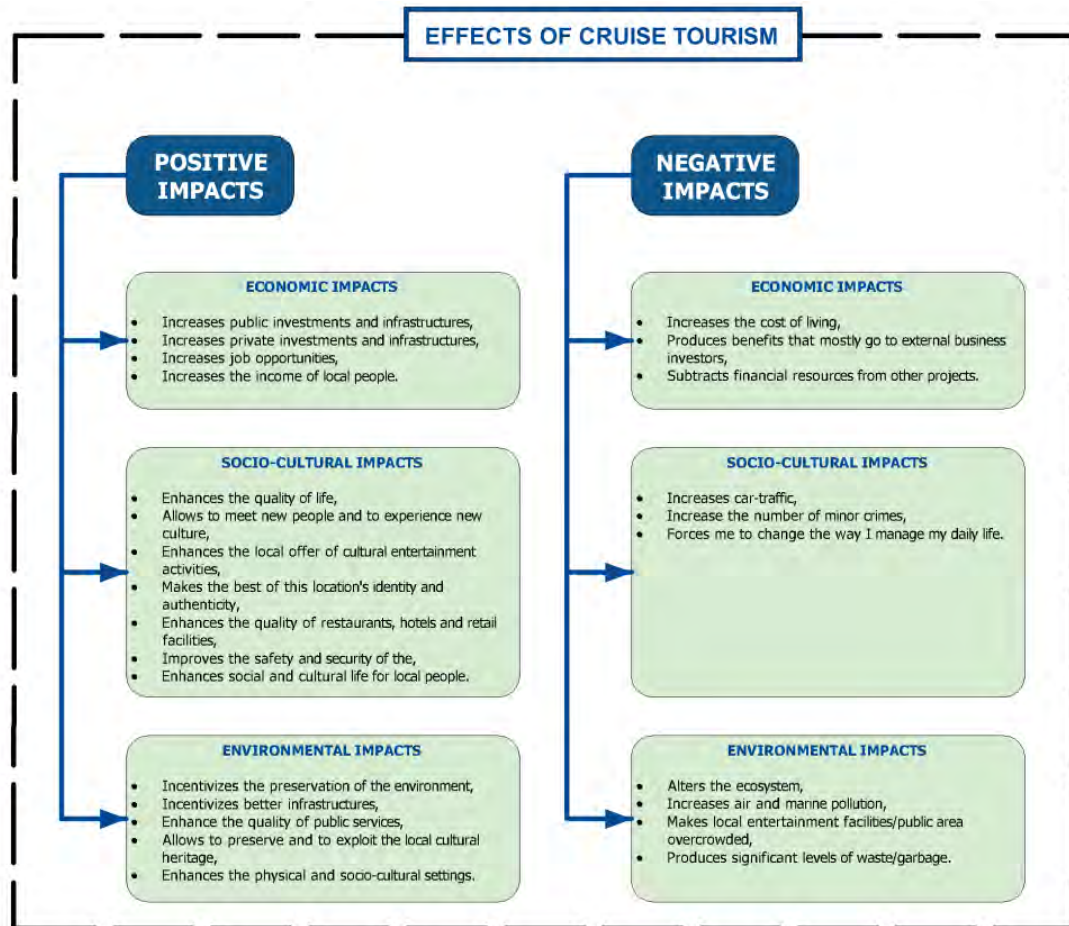 EFFECTS OF CRUISE TOURISM
POSITIVE
IMPACTS
ECONOMIC IMPACTS
• Increases public investments and infrastructures,
• Increases private investments and infrastructures,
• Increases job opportunities,
• Increases the income of local people.
SOCIO-CULTURAL IMPACTS
• Enhances the quality of life,
• Allows to meet new people and to experience new
culture,
• Enhances the local offer of cultural entertainment
activities,
• Makes the best of this location's identity and
authenticity,
• Enhances the quality of restaurants, hotels and retail
facilities,
• Improves the safety and security of the,
• Enhances social and cultural life for local people.
ENVIRONMENTAL IMPACTS
• Incentivizes the preservation of the environment,
• Incentivizes better infrastructures,
• Enhance the quality of public services,
• Allows to preserve and to exploit the local cultural
heritage,
• Enhances the physical and socio-cultural settings.
NEGATIVE
IMPACTS
ECONOMIC IMPACTS
• Increases the cost of living,
• Produces benefits that mostly go to external business
investors,
• Subtracts financial resources from other projects.
SOCIO-CULTURAL IMPACTS
• Increases car-traffic,
• Increase the number of minor crimes,
• Forces me to change the way I manage my daily life.
ENVIRONMENTAL IMPACTS
• Alters the ecosystem,
• Increases air and marine pollution,
• Makes local entertainment facilities/public area
overcrowded,
• Produces significant levels of waste/garbage.